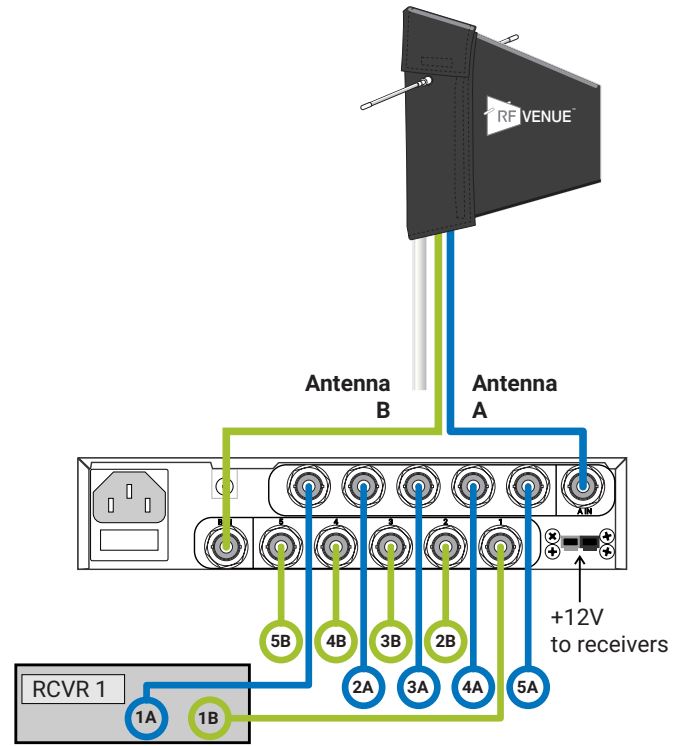 RF VENUE™
Antenna
B
Antenna
A
A IN
5
4
3
2
1
5B
4B
3B
2B
+12V
to receivers
2A
3A
4A
5A
RCVR 1
1A
1B